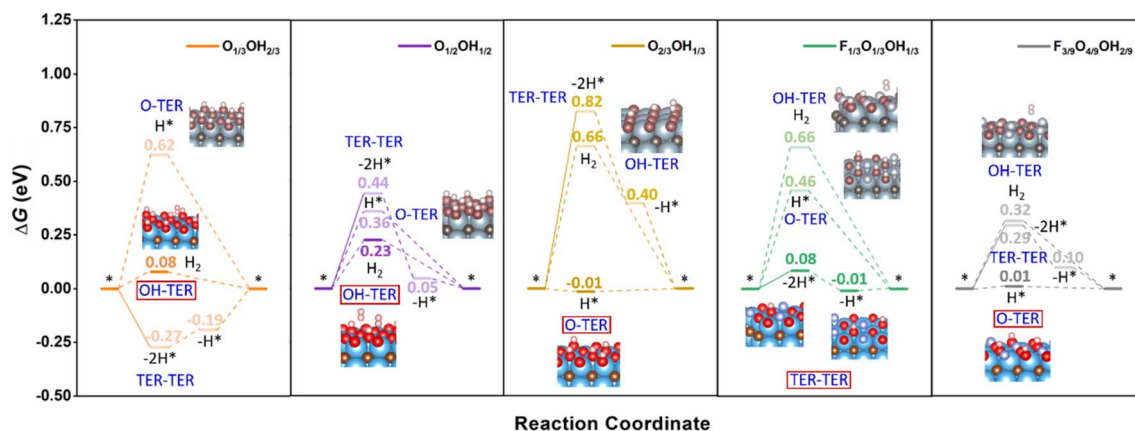 ΔG (eV)
1.25
1.00
0.75
0.50
0.25
0.00
-0.25
-0.50
O1/3OH2/3
O-TER
H*
0.62
0.08
H2
OH-TER
*
*
-0.27
-0.19
-2H*
-H*
TER-TER
O1/2OH1/2
TER-TER
-2H*
0.44
H*
0.36
O-TER
0.23
H2
OH-TER
*
*
0.05
-H*
O2/3OH1/3
-2H*
TER-TER
0.82
0.66
H2
OH-TER
0.40
-H*
*
*
-0.01
H*
O-TER
F1/3O1/3OH1/3
OH-TER
H2
0.66
0.46
H*
O-TER
*
*
0.08
-2H*
-0.01
-H*
TER-TER
F3/9O4/9OH2/9
OH-TER
H2
0.32
-2H*
0.29
TER-TER
0.10
-H*
0.01
*
*
H*
O-TER
Reaction Coordinate